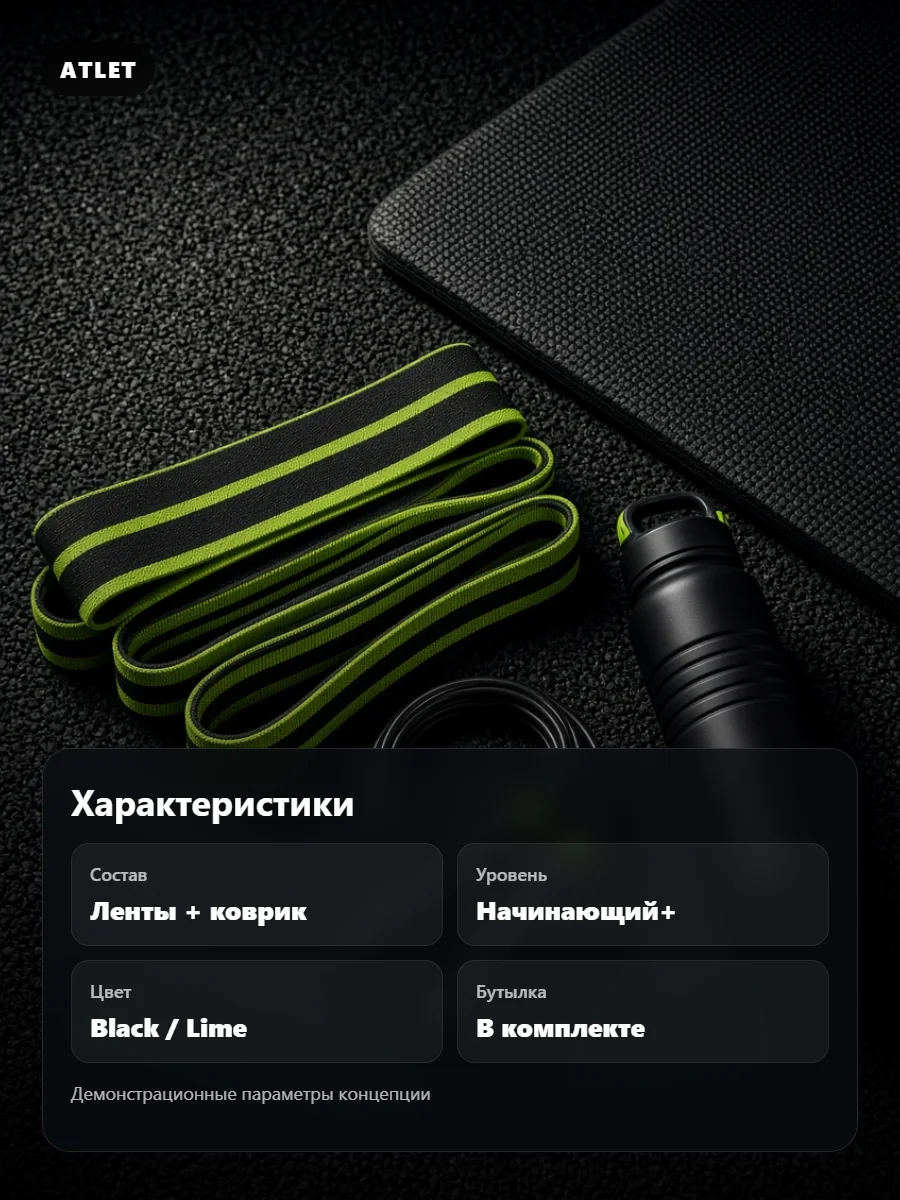 ATLET
Характеристики
Состав
Ленты + коврик
Уровень
Начинающий+
Цвет
Black / Lime
Бутылка
В комплекте
Демонстрационные параметры концепции